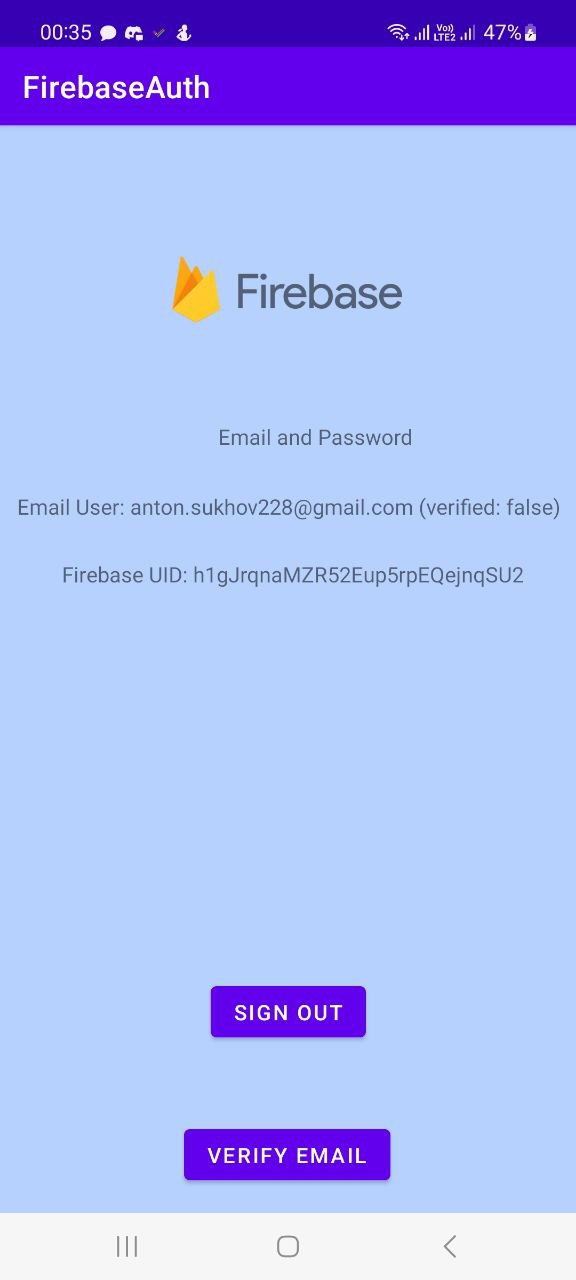 00:35 Vo)) LTE2 47%
FirebaseAuth
Firebase
Email and Password
Email User: anton.sukhov228@gmail.com (verified: false)
Firebase UID: h1gJrqnaMZR52Eup5rpEQejnqSU2
SIGN OUT
VERIFY EMAIL